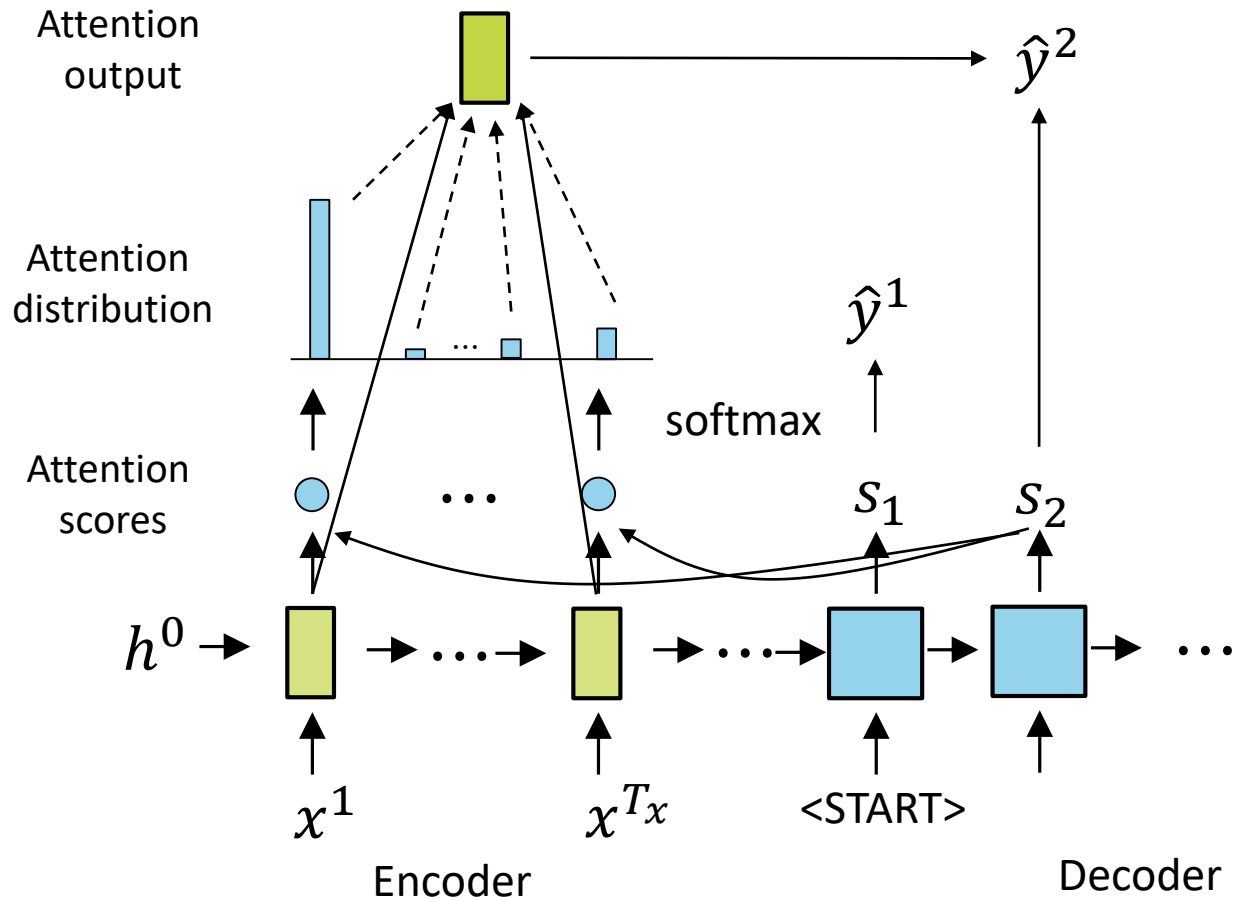 Attention
output
ŷ²
Attention
distribution
...
ŷ¹
softmax
Attention
scores
...
s₁
s₂
h⁰
...
...
...
x¹
x^{T_x}
<START>
Encoder
Decoder